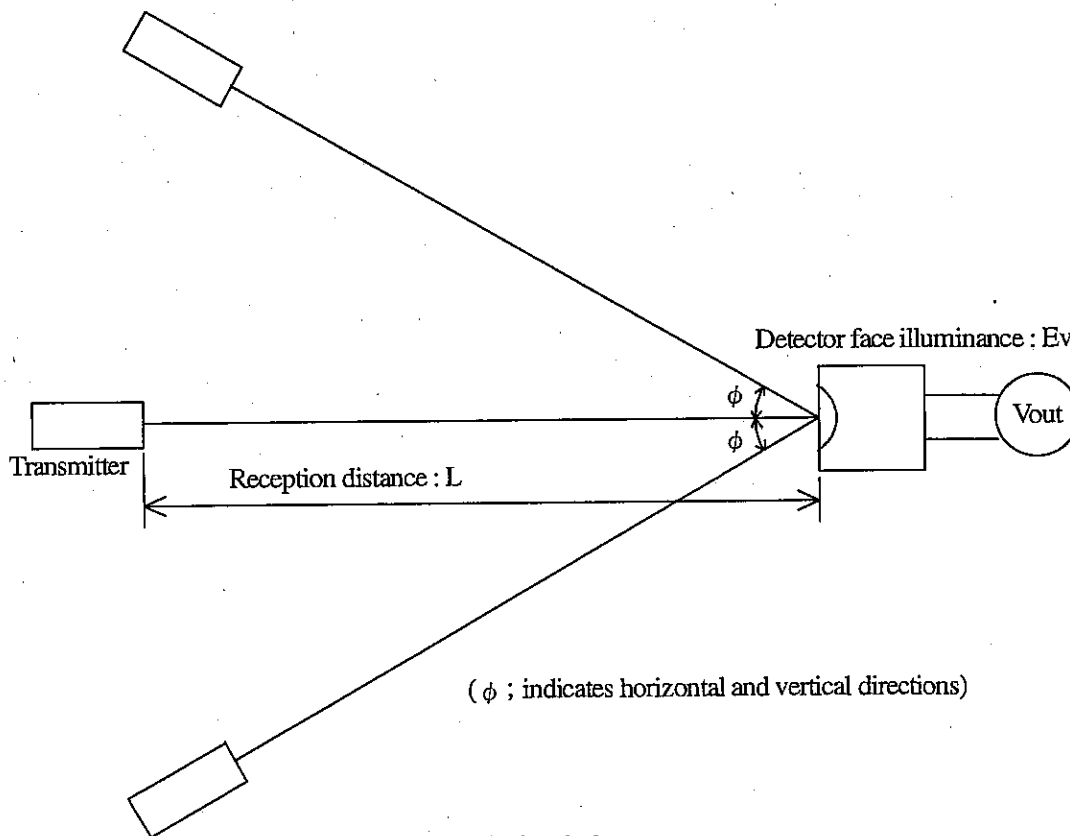 Detector face illuminance : Ev
ϕ
ϕ
Vout
Transmitter
Reception distance : L
( ϕ ; indicates horizontal and vertical directions)